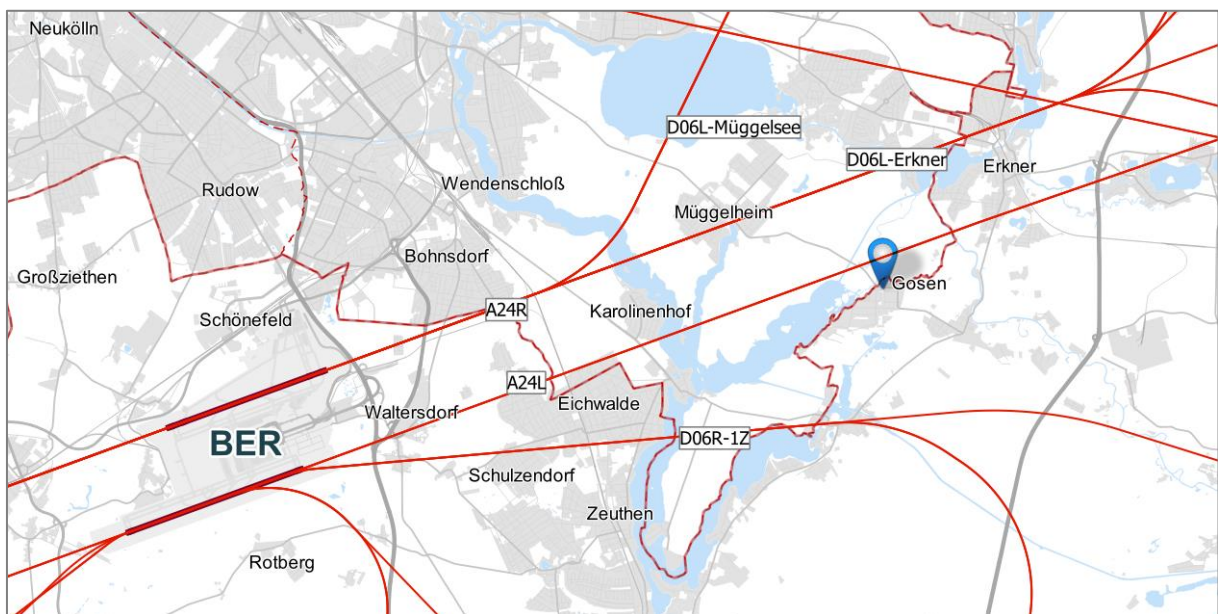 Neukölln
D06L-Müggelsee
D06L-Erkner
Erkner
Wendenschloß
Rudow
Müggelheim
Bohnsdorf
Großziethen
Gosen
Schönefeld
A24R
Karolinenhof
A24L
Eichwalde
Waltersdorf
BER
D06R-1Z
Schulzendorf
Zeuthen
Rotberg